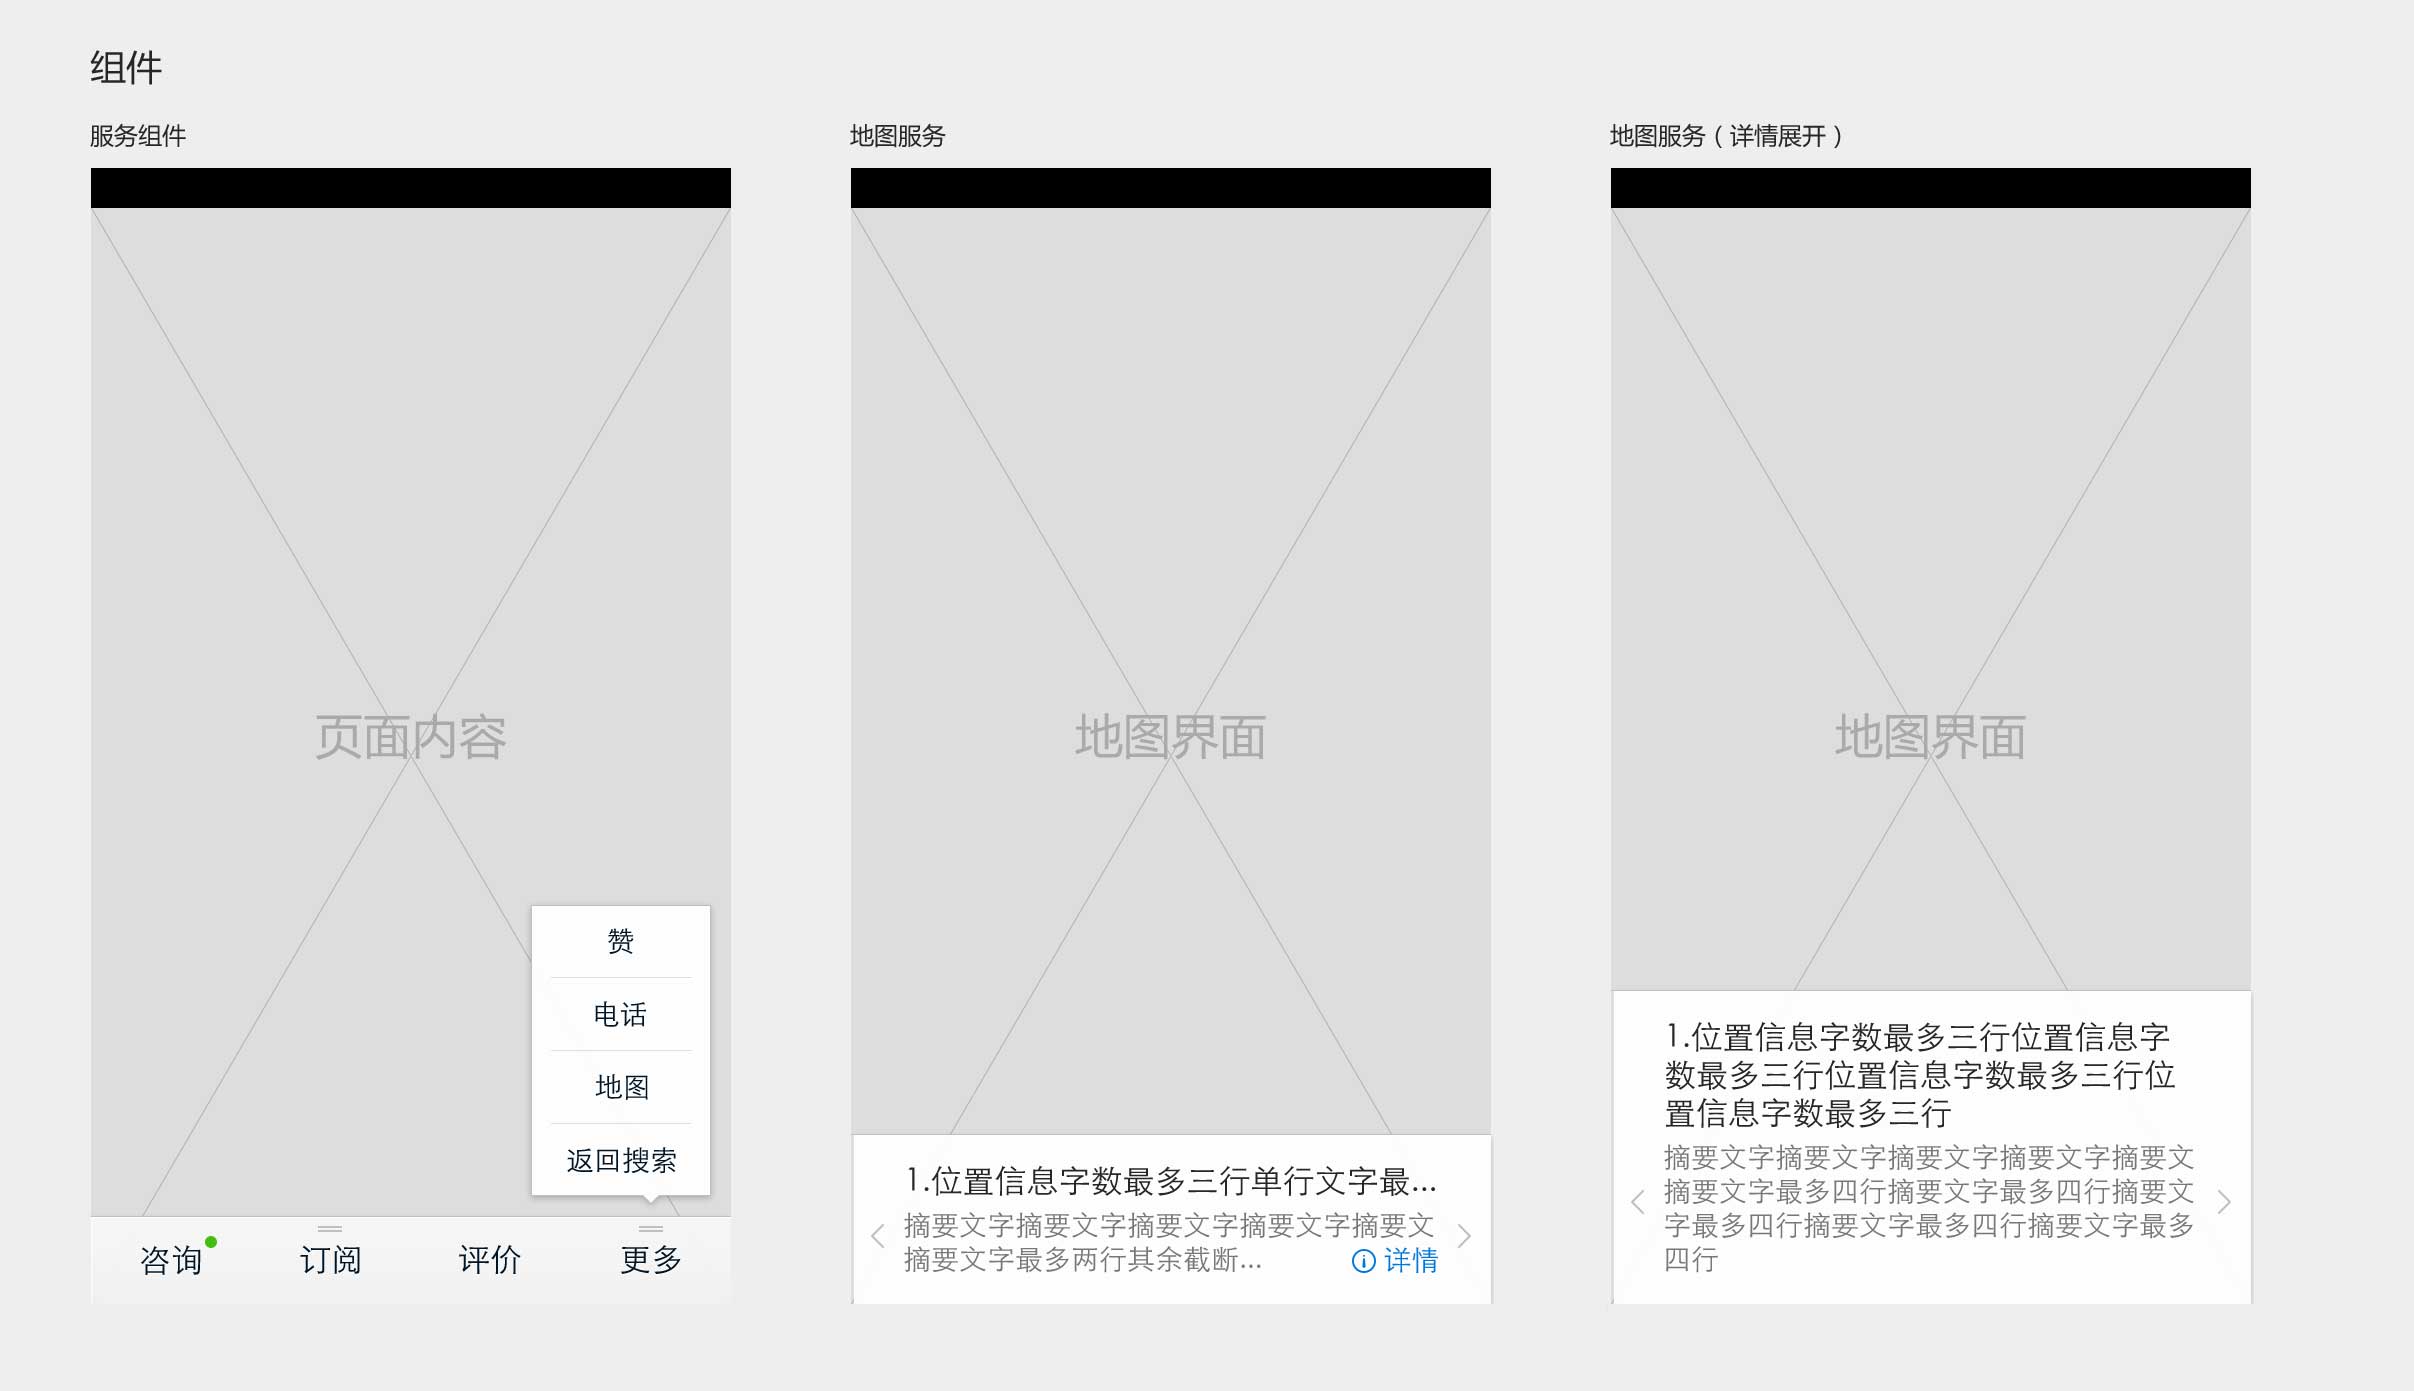 组件
服务组件
页面内容
赞
电话
地图
返回搜索
咨询
订阅
评价
更多
地图服务
地图界面
1.位置信息字数最多三行单行文字最...
摘要文字摘要文字摘要文字摘要文字摘要文
摘要文字最多两行其余截断...
详情
地图服务（详情展开）
地图界面
1.位置信息字数最多三行位置信息字
数最多三行位置信息字数最多三行位
置信息字数最多三行
摘要文字摘要文字摘要文字摘要文字摘要文
摘要文字最多四行摘要文字最多四行摘要文
字最多四行摘要文字最多四行摘要文字最多
四行